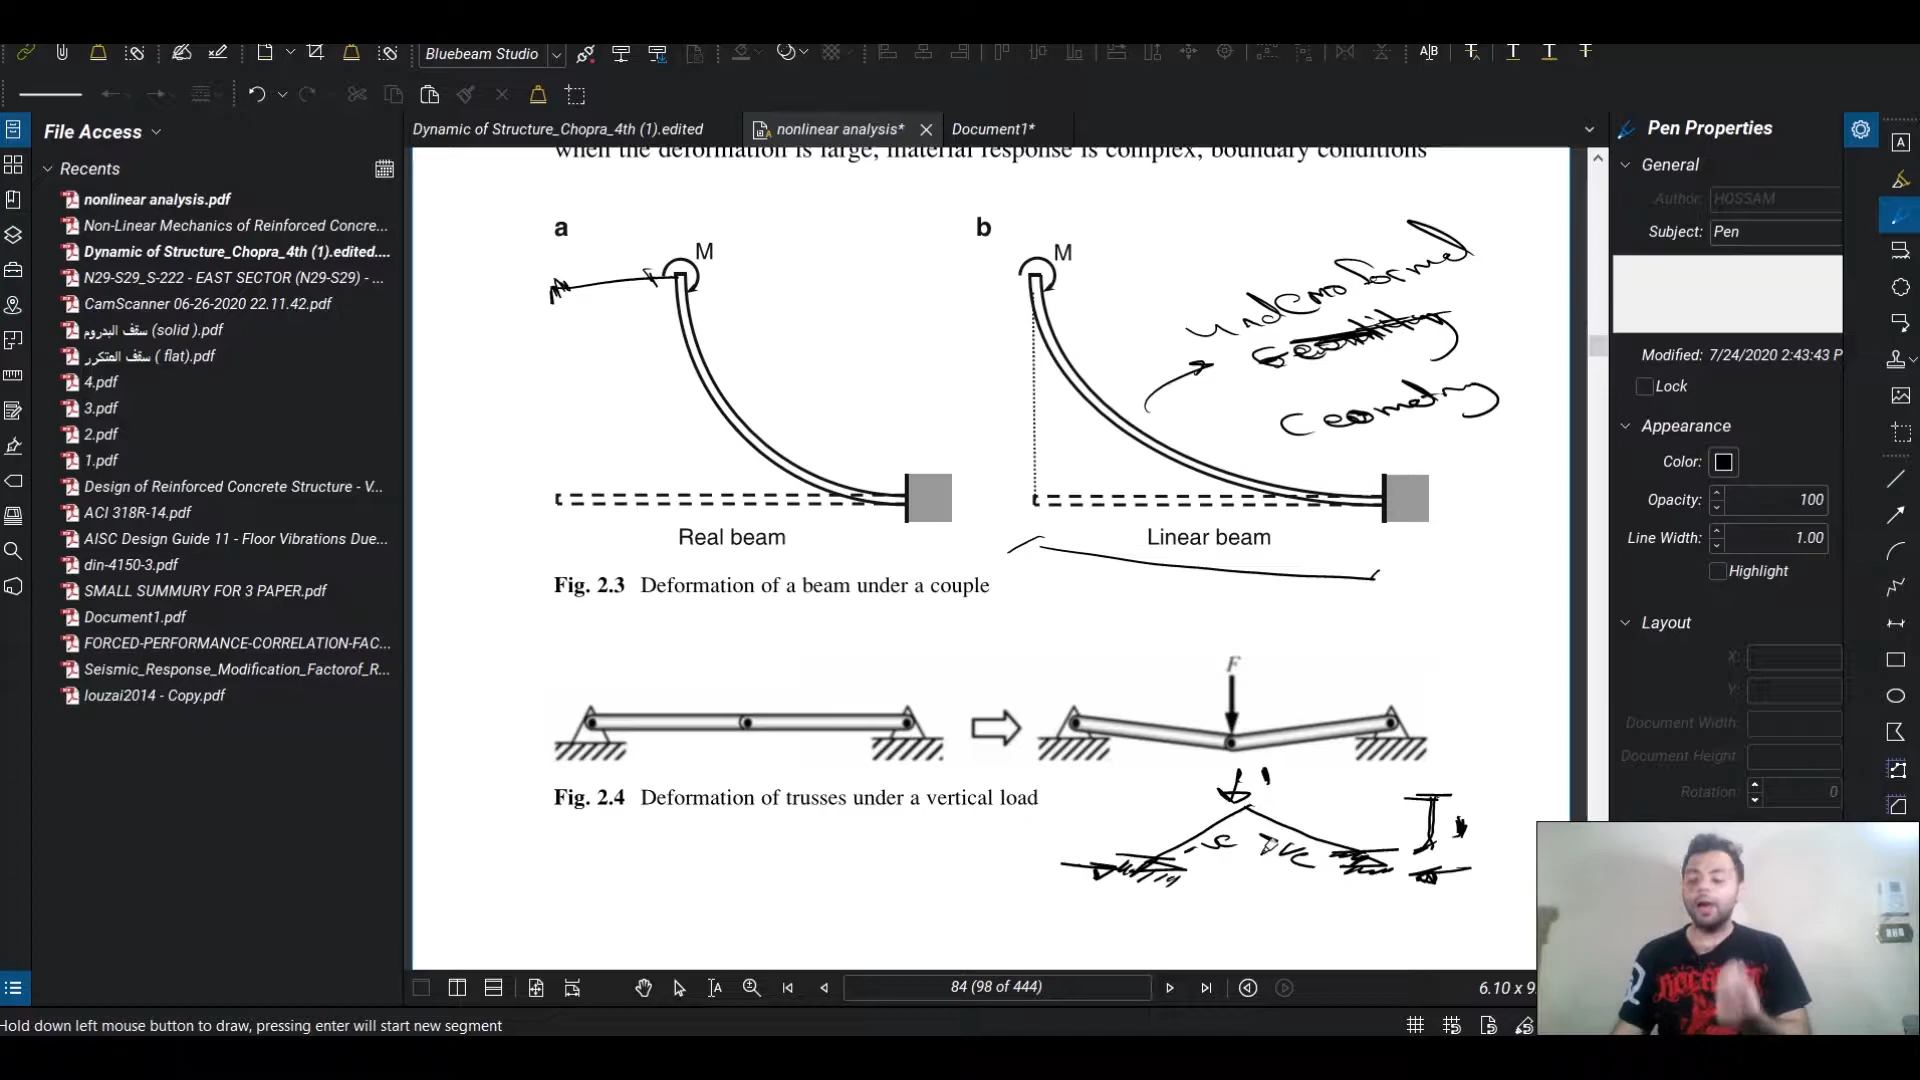 Bluebeam Studio
File Access
Recents
nonlinear analysis.pdf
Non-Linear Mechanics of Reinforced Concre...
Dynamic of Structure_Chopra_4th (1).edited....
N29-S29_S-222 - EAST SECTOR (N29-S29) - ...
CamScanner 06-26-2020 22.11.42.pdf
سقف البدروم (solid ).pdf
سقف المتكرر ( flat).pdf
4.pdf
3.pdf
2.pdf
1.pdf
Design of Reinforced Concrete Structure - V...
ACI 318R-14.pdf
AISC Design Guide 11 - Floor Vibrations Due...
din-4150-3.pdf
SMALL SUMMURY FOR 3 PAPER.pdf
Document1.pdf
FORCED-PERFORMANCE-CORRELATION-FAC...
Seismic_Response_Modification_Factorof_R...
louzai2014 - Copy.pdf
Dynamic of Structure_Chopra_4th (1).edited
nonlinear analysis*
Document1*
when the deformation is large, material response is complex, boundary conditions
a
M
Real beam
b
M
Linear beam
Geometry
Fig. 2.3 Deformation of a beam under a couple
F
Fig. 2.4 Deformation of trusses under a vertical load
84 (98 of 444)
6.10 x 9.
Hold down left mouse button to draw, pressing enter will start new segment
Pen Properties
General
Author: HOSSAM
Subject: Pen
Modified: 7/24/2020 2:43:43 P
Lock
Appearance
Color:
Opacity: 100
Line Width: 1.00
Highlight
Layout
X:
Y:
Document Width:
Document Height:
Rotation: 0